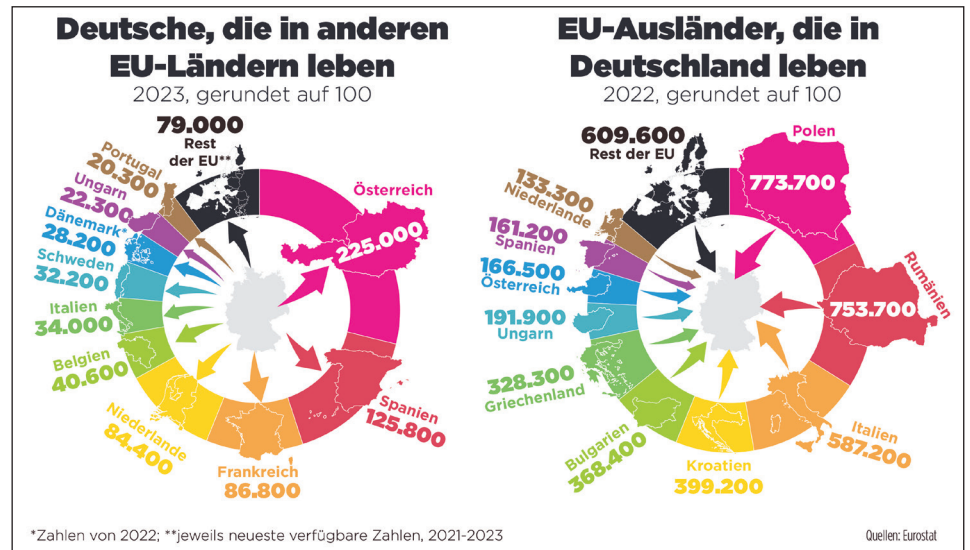 Deutsche, die in anderen
EU-Ländern leben
2023, gerundet auf 100
79.000
Rest
der EU**
Österreich
225.000
Spanien
125.800
Frankreich
86.800
Niederlande
84.400
Belgien
40.600
Italien
34.000
Schweden
32.200
Dänemark*
28.200
Ungarn
22.300
Portugal
20.300
EU-Ausländer, die in
Deutschland leben
2022, gerundet auf 100
609.600
Rest der EU
Polen
773.700
Rumänien
753.700
Italien
587.200
Kroatien
399.200
Bulgarien
368.400
328.300
Griechenland
191.900
Ungarn
166.500
Österreich
161.200
Spanien
133.300
Niederlande
*Zahlen von 2022; **jeweils neueste verfügbare Zahlen, 2021-2023
Quellen: Eurostat